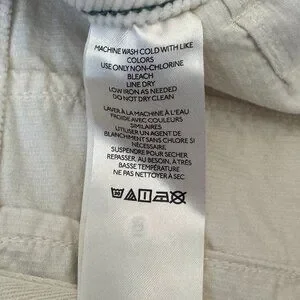 MACHINE WASH COLD WITH LIKE
COLORS
USE ONLY NON-CHLORINE
BLEACH
LINE DRY
LOW IRON AS NEEDED
DO NOT DRY CLEAN
LAVER À LA MACHINE À L'EAU
FROIDE AVEC COULEURS
SIMILAIRES
UTILISER UN AGENT DE
BLANCHIMENT SANS CHLORE SI
NÉCESSAIRE
SUSPENDRE POUR SECHER
REPASSER, AU BESOIN, À TRÈS
BASSE TEMPÉRATURE
NE PAS NETTOYER À SEC